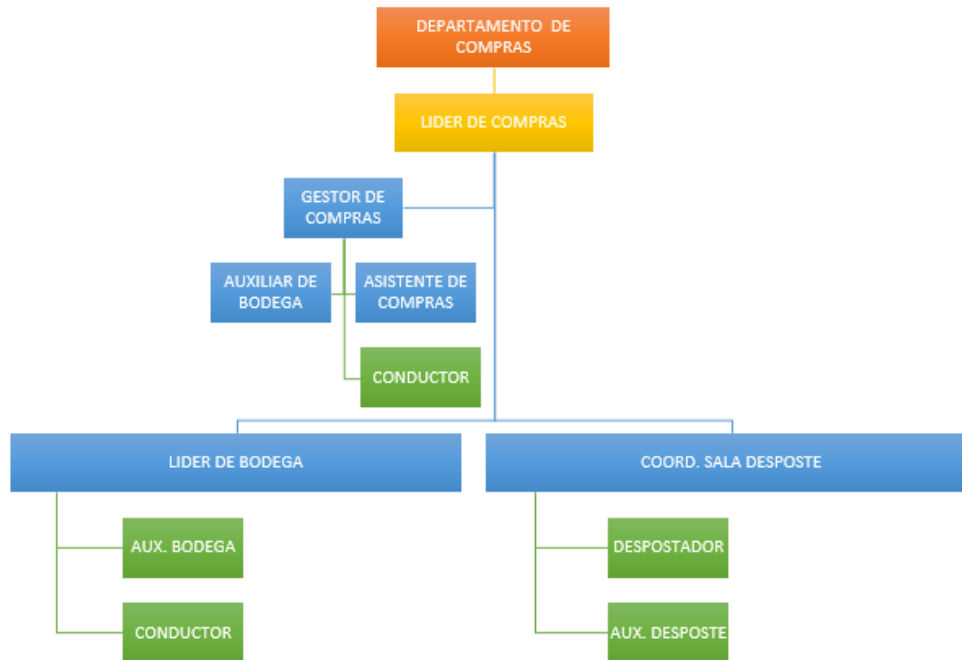 DEPARTAMENTO DE
COMPRAS
LIDER DE COMPRAS
GESTOR DE
COMPRAS
AUXILIAR DE
BODEGA
ASISTENTE DE
COMPRAS
CONDUCTOR
LIDER DE BODEGA
COORD. SALA DESPOSTE
AUX. BODEGA
DESPOSTADOR
CONDUCTOR
AUX. DESPOSTE